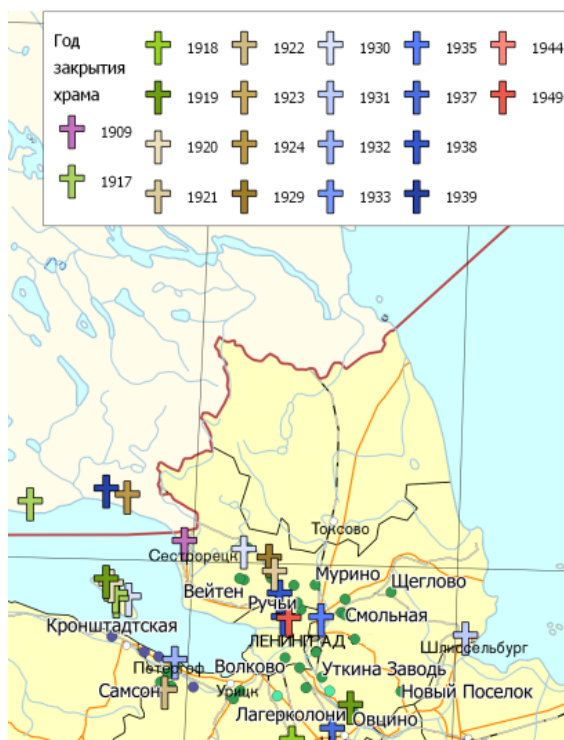 Год
закрытия
храма
1909
1917
1918
1919
1920
1921
1922
1923
1924
1929
1930
1931
1932
1933
1935
1937
1938
1939
1944
1949
Токсово
Сестрорецк
Мурино
Щеглово
Вейтен
Ручьи
Смольная
Кронштадтская
ЛЕНИНГРАД
Шлиссельбург
Петергоф
Волково
Уткина Заводь
Самсон
Урицк
Новый Поселок
Лагерколони
Овцино